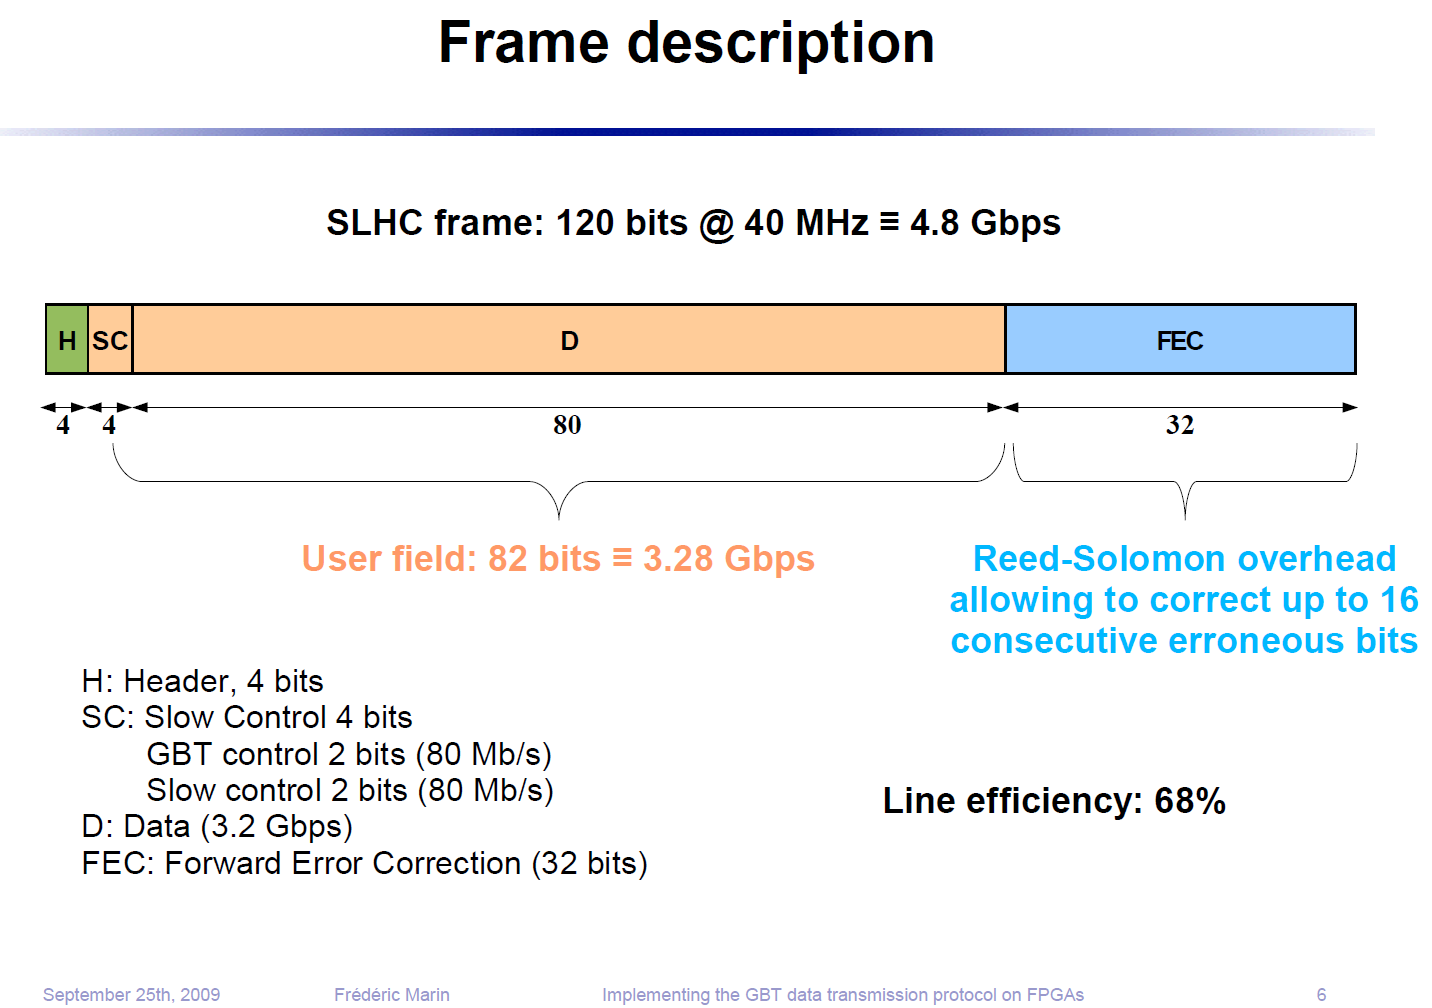 Frame description
SLHC frame: 120 bits @ 40 MHz ≡ 4.8 Gbps
H SC D FEC
4 4 80 32
User field: 82 bits ≡ 3.28 Gbps
Reed-Solomon overhead
allowing to correct up to 16
consecutive erroneous bits
H: Header, 4 bits
SC: Slow Control 4 bits
GBT control 2 bits (80 Mb/s)
Slow control 2 bits (80 Mb/s)
D: Data (3.2 Gbps)
FEC: Forward Error Correction (32 bits)
Line efficiency: 68%
September 25th, 2009 Frédéric Marin Implementing the GBT data transmission protocol on FPGAs 6